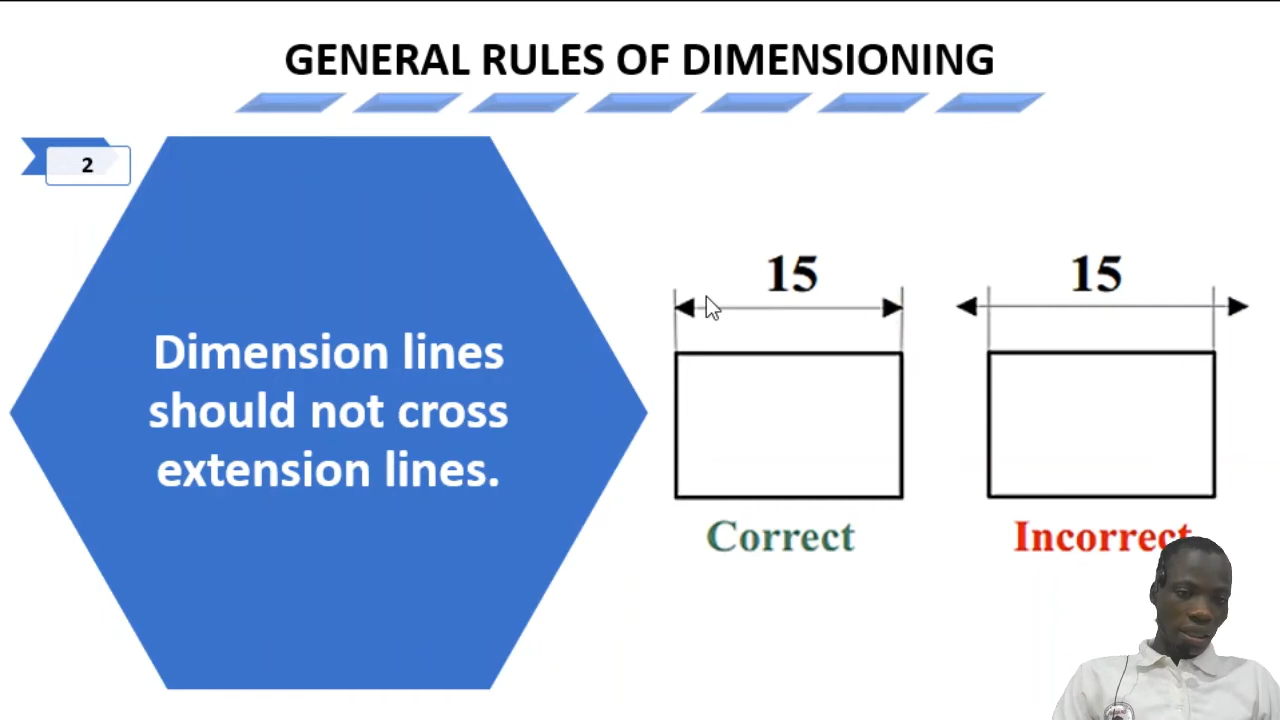 GENERAL RULES OF DIMENSIONING
2
Dimension lines
should not cross
extension lines.
15
15
Correct
Incorrect